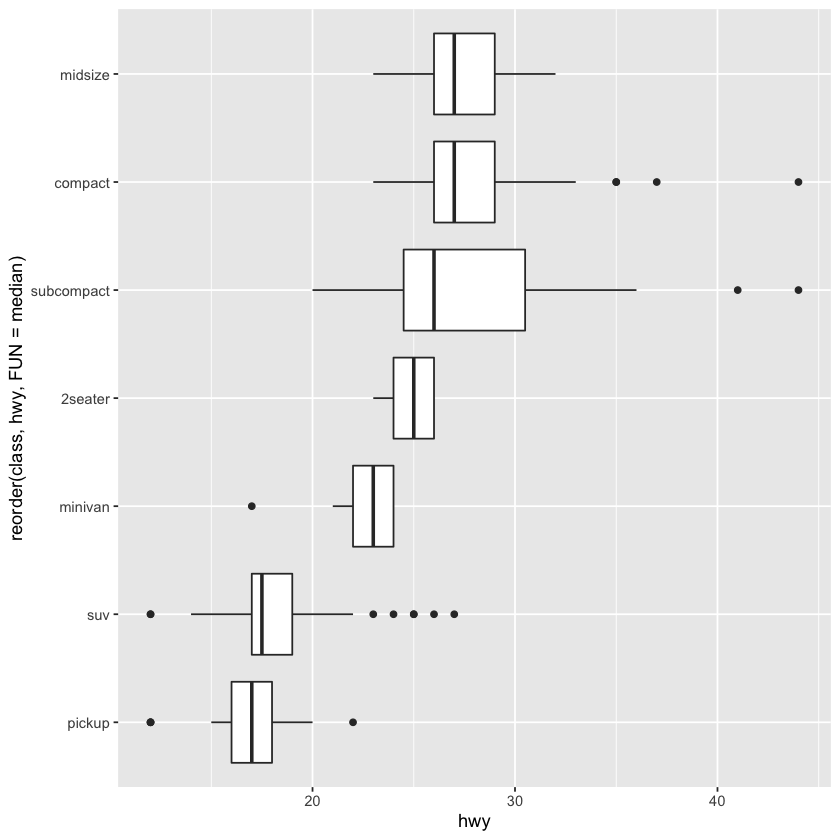 midsize
compact
subcompact
2seater
minivan
suv
pickup
reorder(class, hwy, FUN = median)
20 30 40
hwy